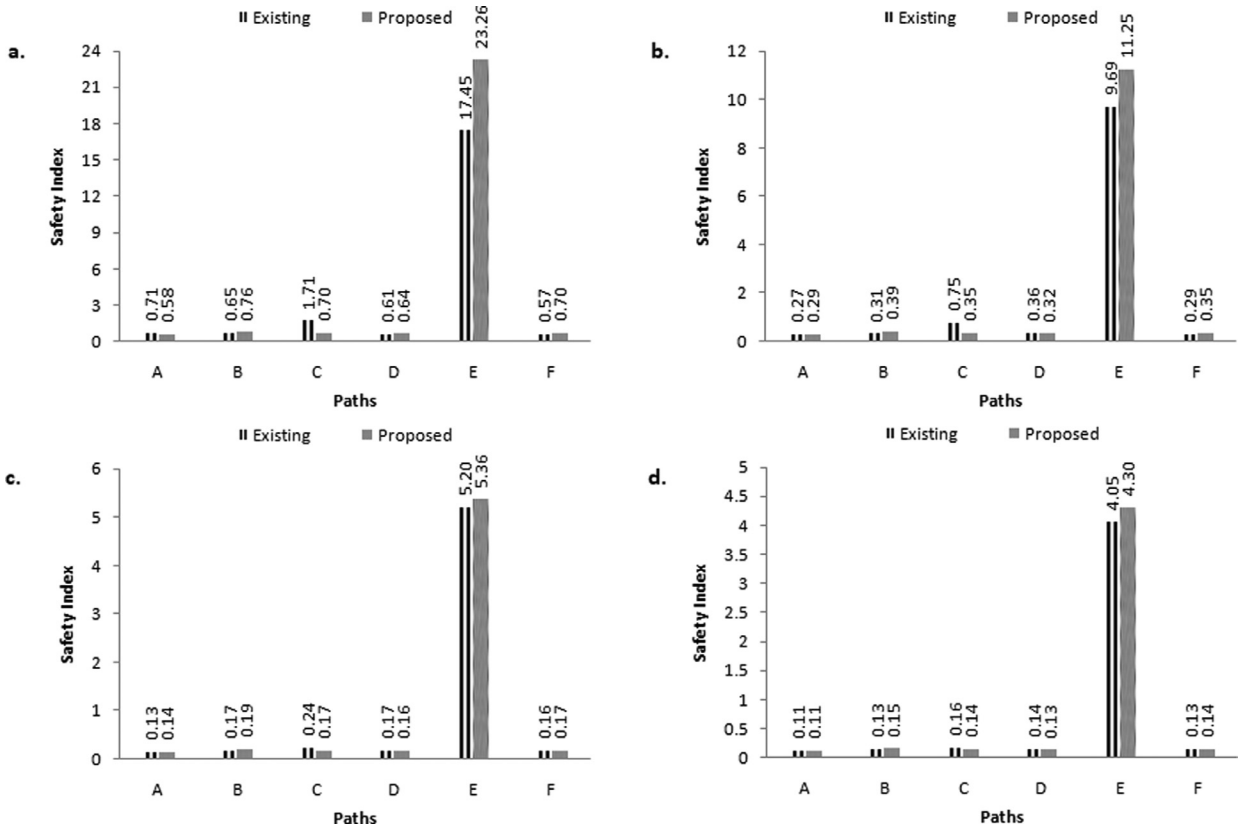 a.
Existing Proposed
Safety Index
24
21
18
15
12
9
6
3
0
0.71 0.58 0.65 0.76 1.71 0.70 0.61 0.64 17.45 23.26 0.57 0.70
A B C D E F
Paths
b.
Existing Proposed
Safety Index
12
10
8
6
4
2
0
0.27 0.29 0.31 0.39 0.75 0.35 0.36 0.32 9.69 11.25 0.29 0.35
A B C D E F
Paths
c.
Existing Proposed
Safety Index
6
5
4
3
2
1
0
0.13 0.14 0.17 0.19 0.24 0.17 0.17 0.16 5.20 5.36 0.16 0.17
A B C D E F
Paths
d.
Existing Proposed
Safety Index
5
4.5
4
3.5
3
2.5
2
1.5
1
0.5
0
0.11 0.11 0.13 0.15 0.16 0.14 0.14 0.13 4.05 4.30 0.13 0.14
A B C D E F
Paths